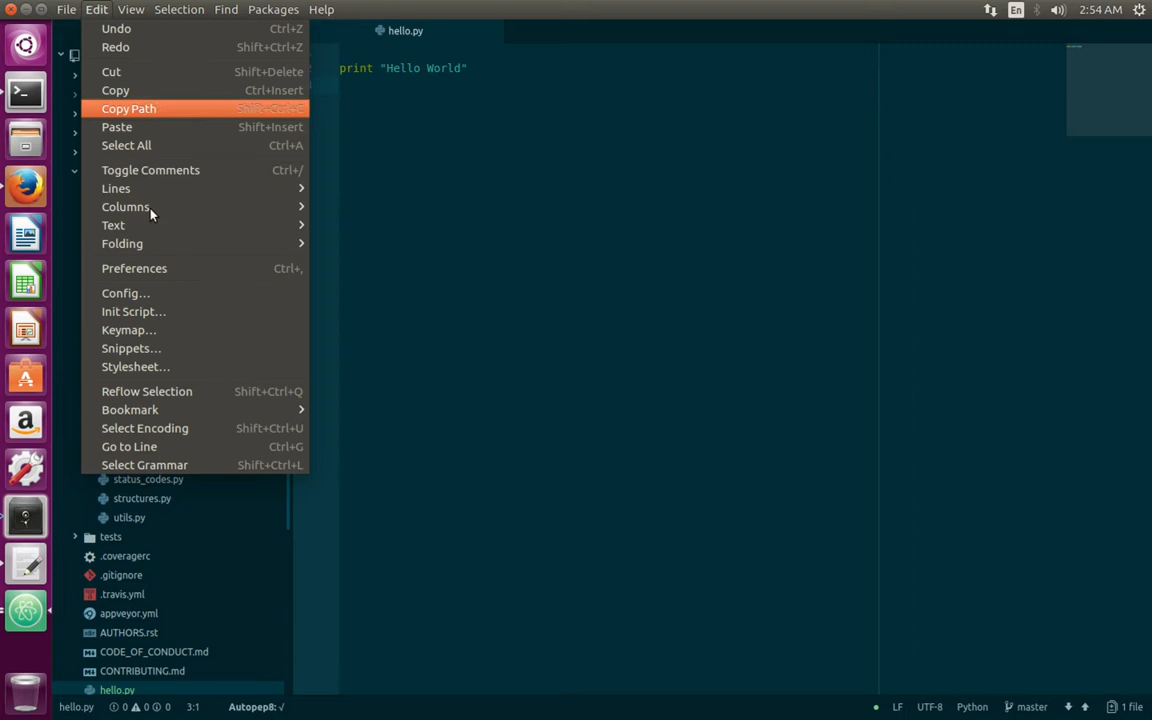 File Edit View Selection Find Packages Help
En 2:54 AM
hello.py
Undo Ctrl+Z
Redo Shift+Ctrl+Z
Cut Shift+Delete
Copy Ctrl+Insert
Copy Path Shift+Ctrl+C
Paste Shift+Insert
Select All Ctrl+A
Toggle Comments Ctrl+/
Lines
Columns
Text
Folding
Preferences Ctrl+,
Config…
Init Script…
Keymap…
Snippets…
Stylesheet…
Reflow Selection Shift+Ctrl+Q
Bookmark
Select Encoding Shift+Ctrl+U
Go to Line Ctrl+G
Select Grammar Shift+Ctrl+L
print "Hello World"
status_codes.py
structures.py
utils.py
tests
.coveragerc
.gitignore
.travis.yml
appveyor.yml
AUTHORS.rst
CODE_OF_CONDUCT.md
CONTRIBUTING.md
hello.py
hello.py 0 0 0 3:1 Autopep8: √ LF UTF-8 Python master 1 file